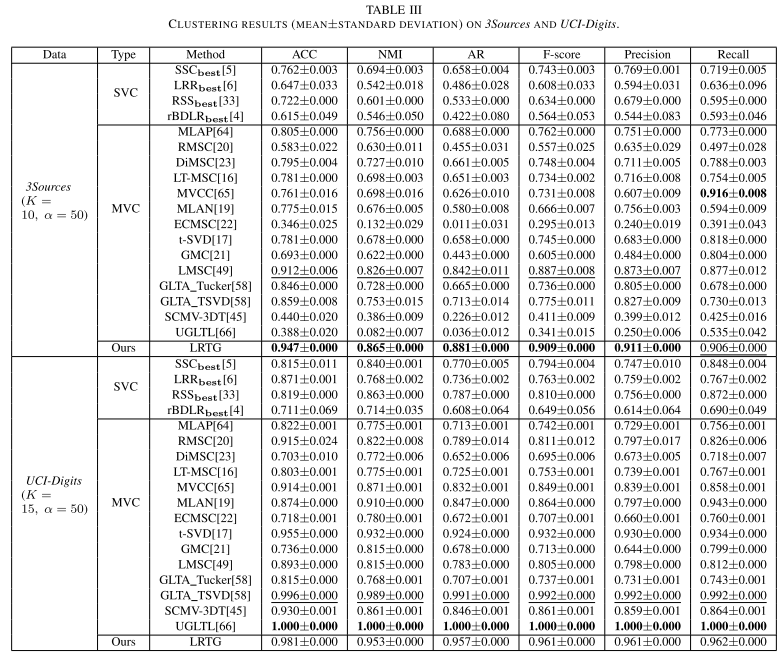 TABLE III
CLUSTERING RESULTS (MEAN±STANDARD DEVIATION) ON 3Sources AND UCI-Digits.
Data Type Method ACC NMI AR F-score Precision Recall
3Sources (K = 10, α = 50)
SVC
SSCbest[5] 0.762±0.003 0.694±0.003 0.658±0.004 0.743±0.003 0.769±0.001 0.719±0.005
LRRbest[6] 0.647±0.033 0.542±0.018 0.486±0.028 0.608±0.033 0.594±0.031 0.636±0.096
RSSbest[33] 0.722±0.000 0.601±0.000 0.533±0.000 0.634±0.000 0.679±0.000 0.595±0.000
rBDLRbest[4] 0.615±0.049 0.546±0.050 0.422±0.080 0.564±0.053 0.544±0.083 0.593±0.046
MVC
MLAP[64] 0.805±0.000 0.756±0.000 0.688±0.000 0.762±0.000 0.751±0.000 0.773±0.000
RMSC[20] 0.583±0.022 0.630±0.011 0.455±0.031 0.557±0.025 0.635±0.029 0.497±0.028
DiMSC[23] 0.795±0.004 0.727±0.010 0.661±0.005 0.748±0.004 0.711±0.005 0.788±0.003
LT-MSC[16] 0.781±0.000 0.698±0.003 0.651±0.003 0.734±0.002 0.716±0.008 0.754±0.005
MVCC[65] 0.761±0.016 0.698±0.016 0.626±0.010 0.731±0.008 0.607±0.009 0.916±0.008
MLAN[19] 0.775±0.015 0.676±0.005 0.580±0.008 0.666±0.007 0.756±0.003 0.594±0.009
ECMSC[22] 0.346±0.025 0.132±0.029 0.011±0.031 0.295±0.013 0.240±0.019 0.391±0.043
t-SVD[17] 0.781±0.000 0.678±0.000 0.658±0.000 0.745±0.000 0.683±0.000 0.818±0.000
GMC[21] 0.693±0.000 0.622±0.000 0.443±0.000 0.605±0.000 0.484±0.000 0.804±0.000
LMSC[49] 0.912±0.006 0.826±0.007 0.842±0.011 0.887±0.008 0.873±0.007 0.877±0.012
GLTA_Tucker[58] 0.846±0.000 0.728±0.000 0.665±0.000 0.736±0.000 0.805±0.000 0.678±0.000
GLTA_TSVD[58] 0.859±0.008 0.753±0.015 0.713±0.014 0.775±0.011 0.827±0.009 0.730±0.013
SCMV-3DT[45] 0.440±0.020 0.386±0.009 0.226±0.012 0.411±0.009 0.399±0.012 0.425±0.016
UGLTL[66] 0.388±0.020 0.082±0.007 0.036±0.012 0.341±0.015 0.250±0.006 0.535±0.042
Ours LRTG 0.947±0.000 0.865±0.000 0.881±0.000 0.909±0.000 0.911±0.000 0.906±0.000
UCI-Digits (K = 15, α = 50)
SVC
SSCbest[5] 0.815±0.011 0.840±0.001 0.770±0.005 0.794±0.004 0.747±0.010 0.848±0.004
LRRbest[6] 0.871±0.001 0.768±0.002 0.736±0.002 0.763±0.002 0.759±0.002 0.767±0.002
RSSbest[33] 0.819±0.000 0.863±0.000 0.787±0.000 0.810±0.000 0.756±0.000 0.872±0.000
rBDLRbest[4] 0.711±0.069 0.714±0.035 0.608±0.064 0.649±0.056 0.614±0.064 0.690±0.049
MVC
MLAP[64] 0.822±0.001 0.775±0.001 0.713±0.001 0.742±0.001 0.729±0.001 0.756±0.001
RMSC[20] 0.915±0.024 0.822±0.008 0.789±0.014 0.811±0.012 0.797±0.017 0.826±0.006
DiMSC[23] 0.703±0.010 0.772±0.006 0.652±0.006 0.695±0.006 0.673±0.005 0.718±0.007
LT-MSC[16] 0.803±0.001 0.775±0.001 0.725±0.001 0.753±0.001 0.739±0.001 0.767±0.001
MVCC[65] 0.914±0.001 0.871±0.001 0.832±0.001 0.849±0.001 0.839±0.001 0.858±0.001
MLAN[19] 0.874±0.000 0.910±0.000 0.847±0.000 0.864±0.000 0.797±0.000 0.943±0.000
ECMSC[22] 0.718±0.001 0.780±0.001 0.672±0.001 0.707±0.001 0.660±0.001 0.760±0.001
t-SVD[17] 0.955±0.000 0.932±0.000 0.924±0.000 0.932±0.000 0.930±0.000 0.934±0.000
GMC[21] 0.736±0.000 0.815±0.000 0.678±0.000 0.713±0.000 0.644±0.000 0.799±0.000
LMSC[49] 0.893±0.000 0.815±0.000 0.783±0.000 0.805±0.000 0.798±0.000 0.812±0.000
GLTA_Tucker[58] 0.815±0.000 0.768±0.001 0.707±0.001 0.737±0.001 0.731±0.001 0.743±0.001
GLTA_TSVD[58] 0.996±0.000 0.989±0.000 0.991±0.000 0.992±0.000 0.992±0.000 0.992±0.000
SCMV-3DT[45] 0.930±0.001 0.861±0.001 0.846±0.001 0.861±0.001 0.859±0.001 0.864±0.001
UGLTL[66] 1.000±0.000 1.000±0.000 1.000±0.000 1.000±0.000 1.000±0.000 1.000±0.000
Ours LRTG 0.981±0.000 0.953±0.000 0.957±0.000 0.961±0.000 0.961±0.000 0.962±0.000